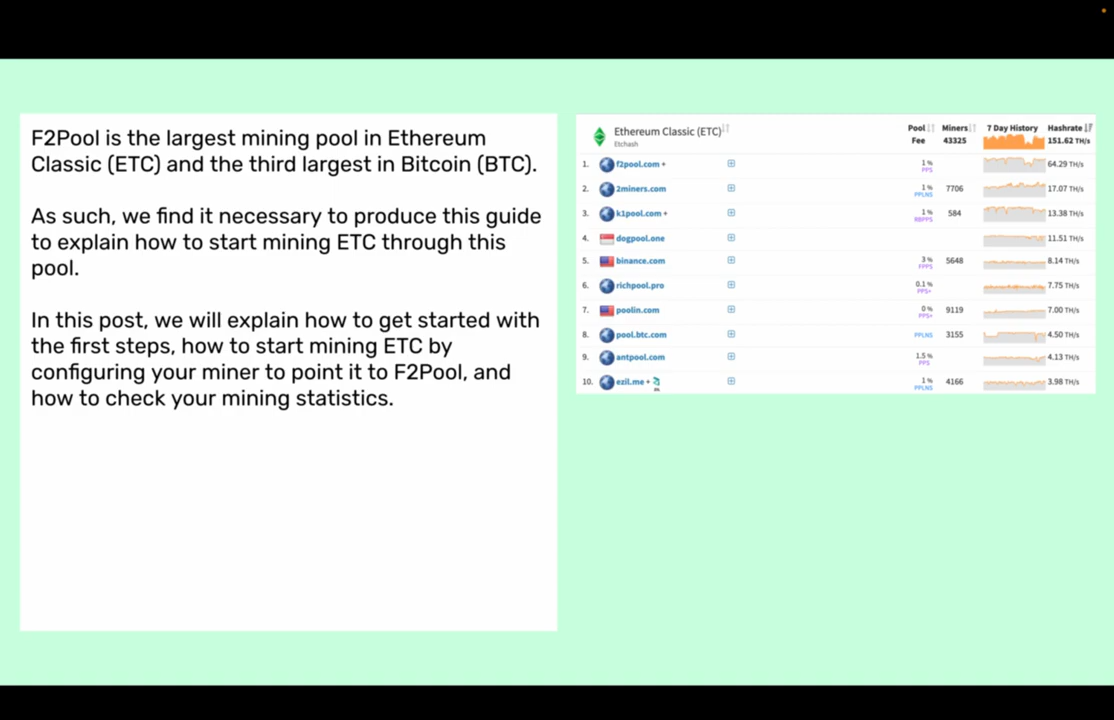 F2Pool is the largest mining pool in Ethereum
Classic (ETC) and the third largest in Bitcoin (BTC).
As such, we find it necessary to produce this guide
to explain how to start mining ETC through this
pool.
In this post, we will explain how to get started with
the first steps, how to start mining ETC by
configuring your miner to point it to F2Pool, and
how to check your mining statistics.
Ethereum Classic (ETC)
Etchash
Pool Fee Miners 43325 7 Day History Hashrate 151.62 TH/s
1. f2pool.com + 1% PPS 64.29 TH/s
2. 2miners.com 1% PPLNS 7706 17.07 TH/s
3. k1pool.com + 1% RBPPS 584 13.38 TH/s
4. dogpool.one 11.51 TH/s
5. binance.com 3% FPPS 5648 8.14 TH/s
6. richpool.pro 0.1% PPS+ 7.75 TH/s
7. poolin.com 0% PPS+ 9119 7.00 TH/s
8. pool.btc.com PPLNS 3155 4.50 TH/s
9. antpool.com 1.5% PPS 4.13 TH/s
10. ezil.me + 1% PPLNS 4166 3.98 TH/s